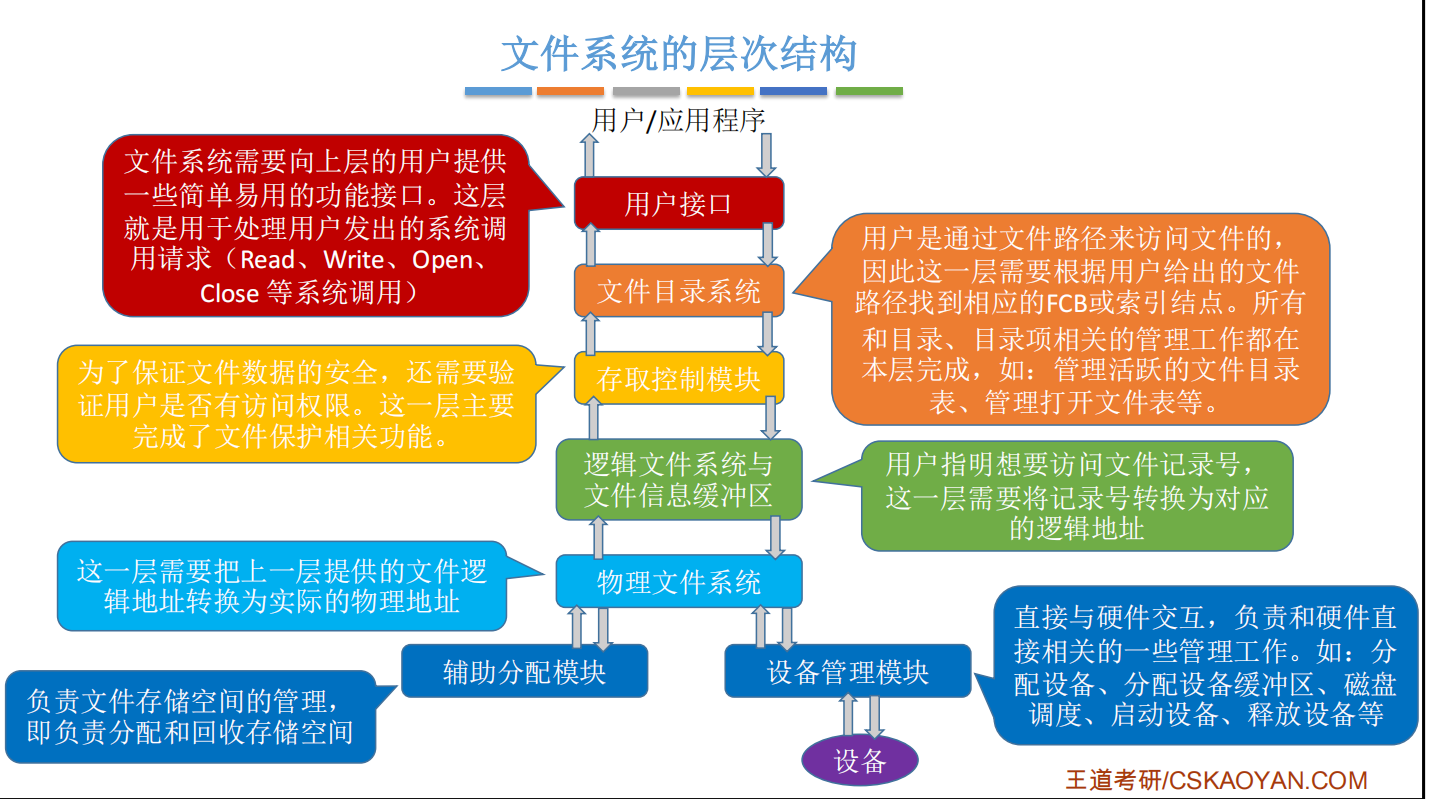 文件系统的层次结构
用户/应用程序
文件系统需要向上层的用户提供
一些简单易用的功能接口。这层
就是用于处理用户发出的系统调
用请求（Read、Write、Open、
Close 等系统调用）
用户接口
用户是通过文件路径来访问文件的，
因此这一层需要根据用户给出的文件
路径找到相应的FCB或索引结点。所有
和目录、目录项相关的管理工作都在
本层完成，如：管理活跃的文件目录
表、管理打开文件表等。
文件目录系统
为了保证文件数据的安全，还需要验
证用户是否有访问权限。这一层主要
完成了文件保护相关功能。
存取控制模块
逻辑文件系统与
文件信息缓冲区
用户指明想要访问文件记录号，
这一层需要将记录号转换为对应
的逻辑地址
这一层需要把上一层提供的文件逻
辑地址转换为实际的物理地址
物理文件系统
辅助分配模块
设备管理模块
直接与硬件交互，负责和硬件直
接相关的一些管理工作。如：分
配设备、分配设备缓冲区、磁盘
调度、启动设备、释放设备等
负责文件存储空间的管理，
即负责分配和回收存储空间
设备
王道考研/CSKAOYAN.COM